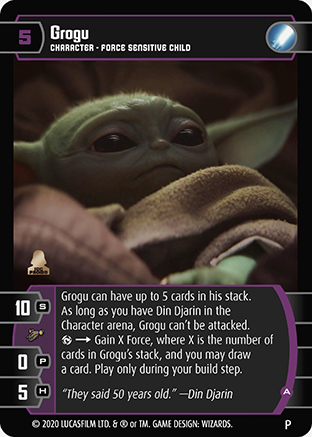 5
Grogu
CHARACTER - FORCE SENSITIVE CHILD
10 S
0 P
5 H
Grogu can have up to 5 cards in his stack.
As long as you have Din Djarin in the
Character arena, Grogu can't be attacked.
→ Gain X Force, where X is the number of
cards in Grogu's stack, and you may draw
a card. Play only during your build step.
"They said 50 years old." —Din Djarin
A
© 2020 LUCASFILM LTD. & ® or TM. GAME DESIGN: WIZARDS.
P